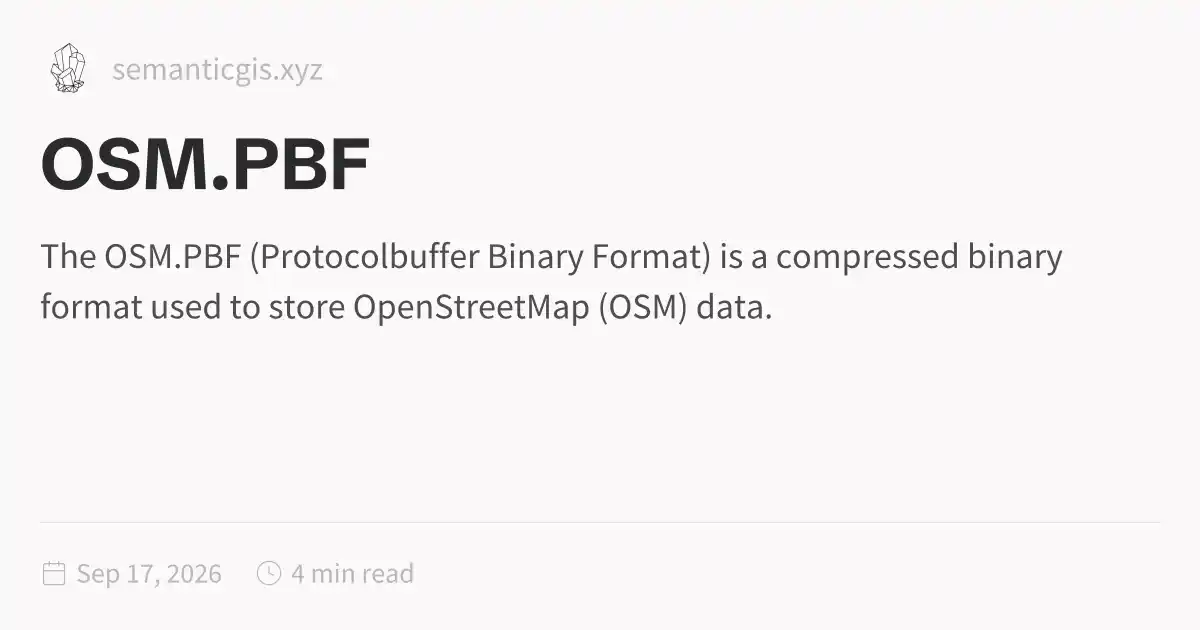 semanticgis.xyz
OSM.PBF
The OSM.PBF (Protocolbuffer Binary Format) is a compressed binary
format used to store OpenStreetMap (OSM) data.
Sep 17, 2026 4 min read